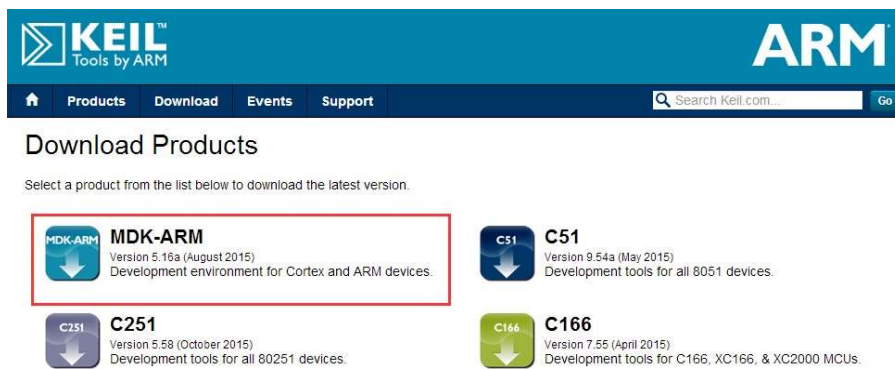 KEIL™
Tools by ARM
ARM
Products Download Events Support
Search Keil.com...
Go
Download Products
Select a product from the list below to download the latest version.
MDK-ARM
MDK-ARM
Version 5.16a (August 2015)
Development environment for Cortex and ARM devices.
C51
C51
Version 9.54a (May 2015)
Development tools for all 8051 devices.
C251
C251
Version 5.58 (October 2015)
Development tools for all 80251 devices.
C166
C166
Version 7.55 (April 2015)
Development tools for C166, XC166, & XC2000 MCUs.